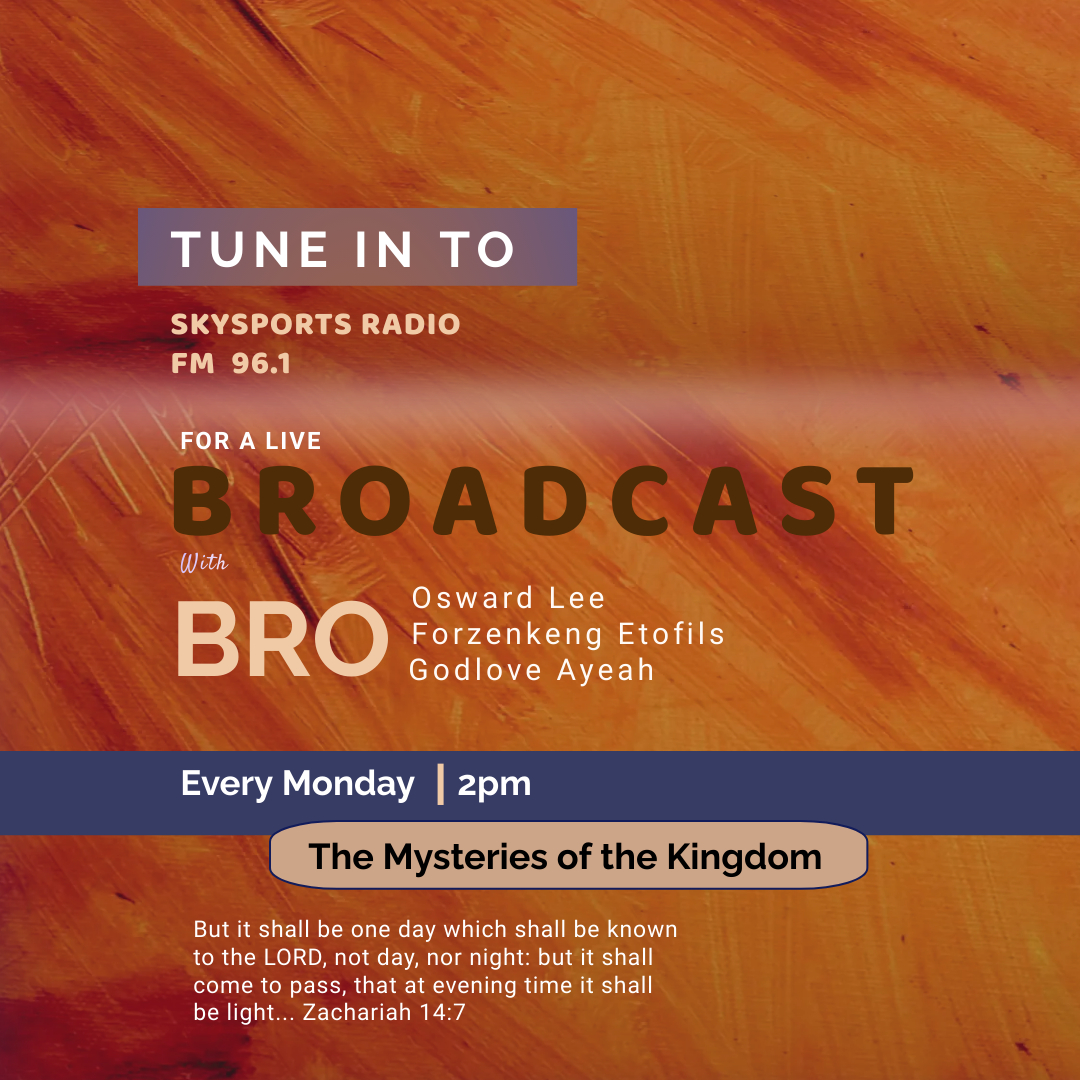 TUNE IN TO
SKYSPORTS RADIO
FM 96.1
FOR A LIVE
BROADCAST
With
BRO
Osward Lee
Forzenkeng Etofils
Godlove Ayeah
Every Monday | 2pm
The Mysteries of the Kingdom
But it shall be one day which shall be known
to the LORD, not day, nor night: but it shall
come to pass, that at evening time it shall
be light... Zachariah 14:7